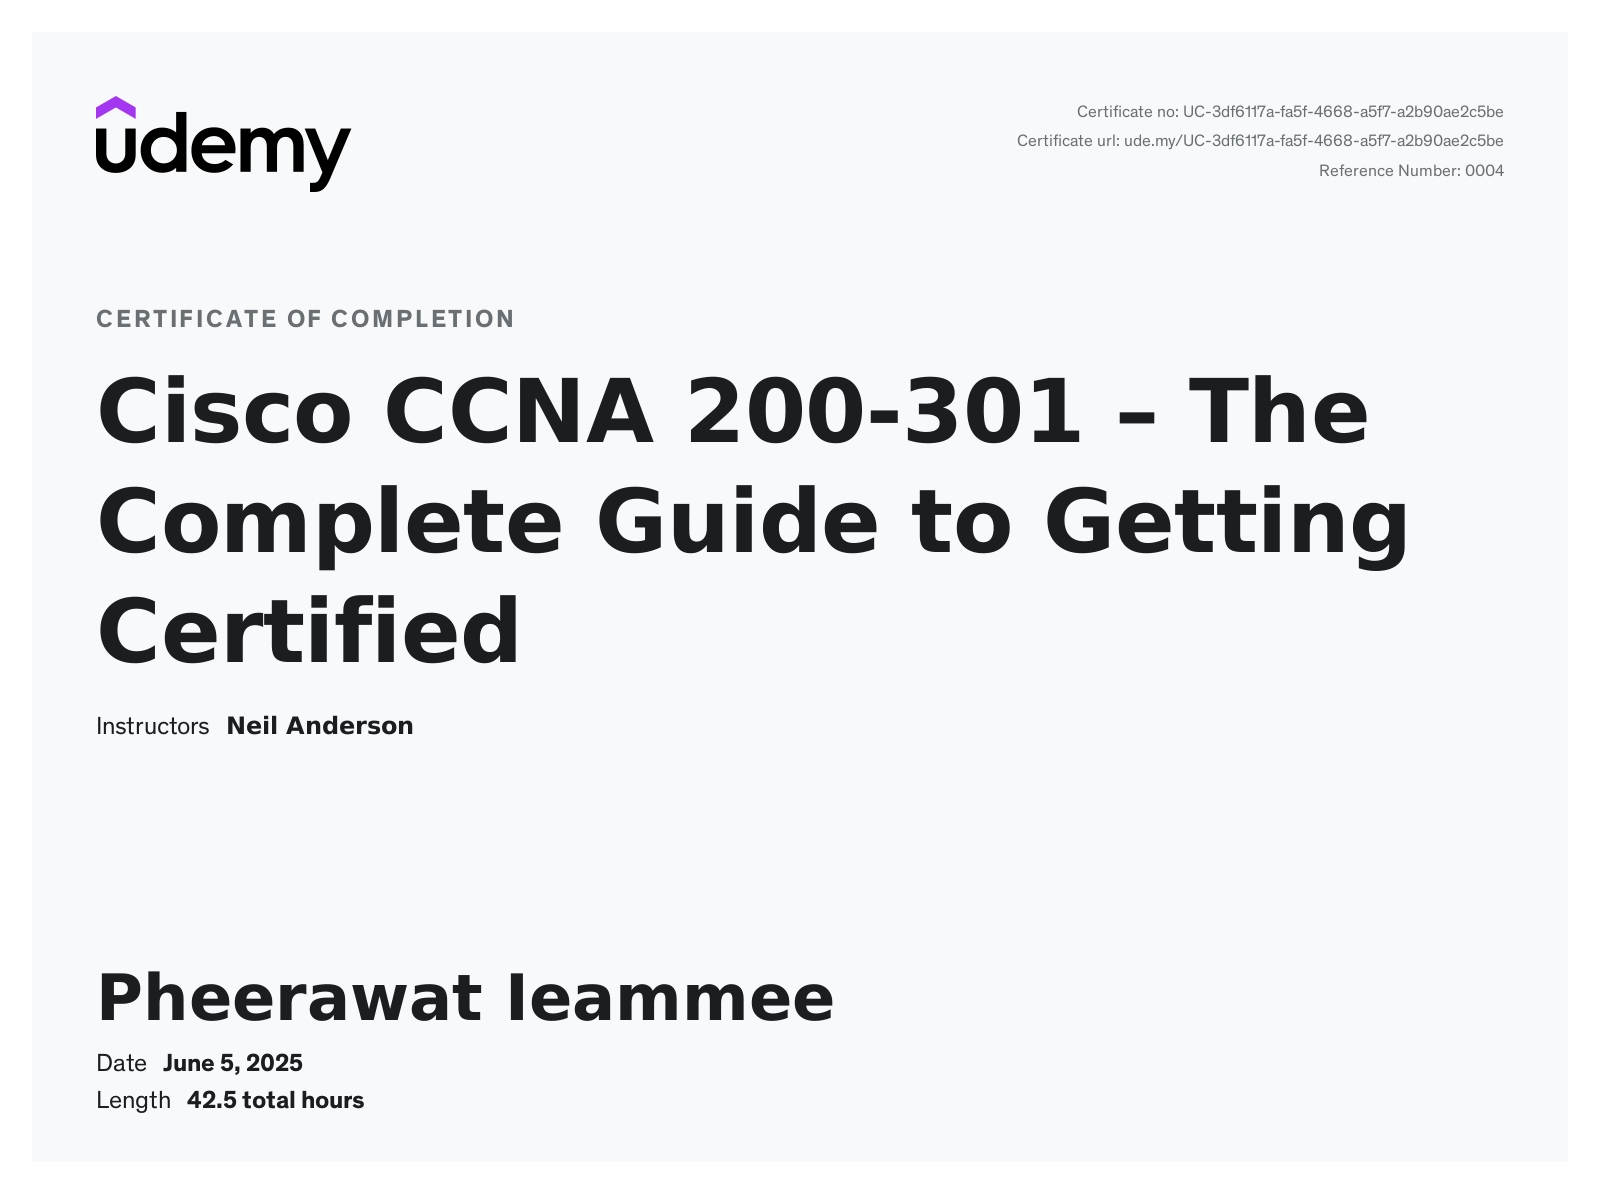 udemy
Certificate no: UC-3df6117a-fa5f-4668-a5f7-a2b90ae2c5be
Certificate url: ude.my/UC-3df6117a-fa5f-4668-a5f7-a2b90ae2c5be
Reference Number: 0004
CERTIFICATE OF COMPLETION
Cisco CCNA 200-301 – The
Complete Guide to Getting
Certified
Instructors Neil Anderson
Pheerawat Ieammee
Date June 5, 2025
Length 42.5 total hours